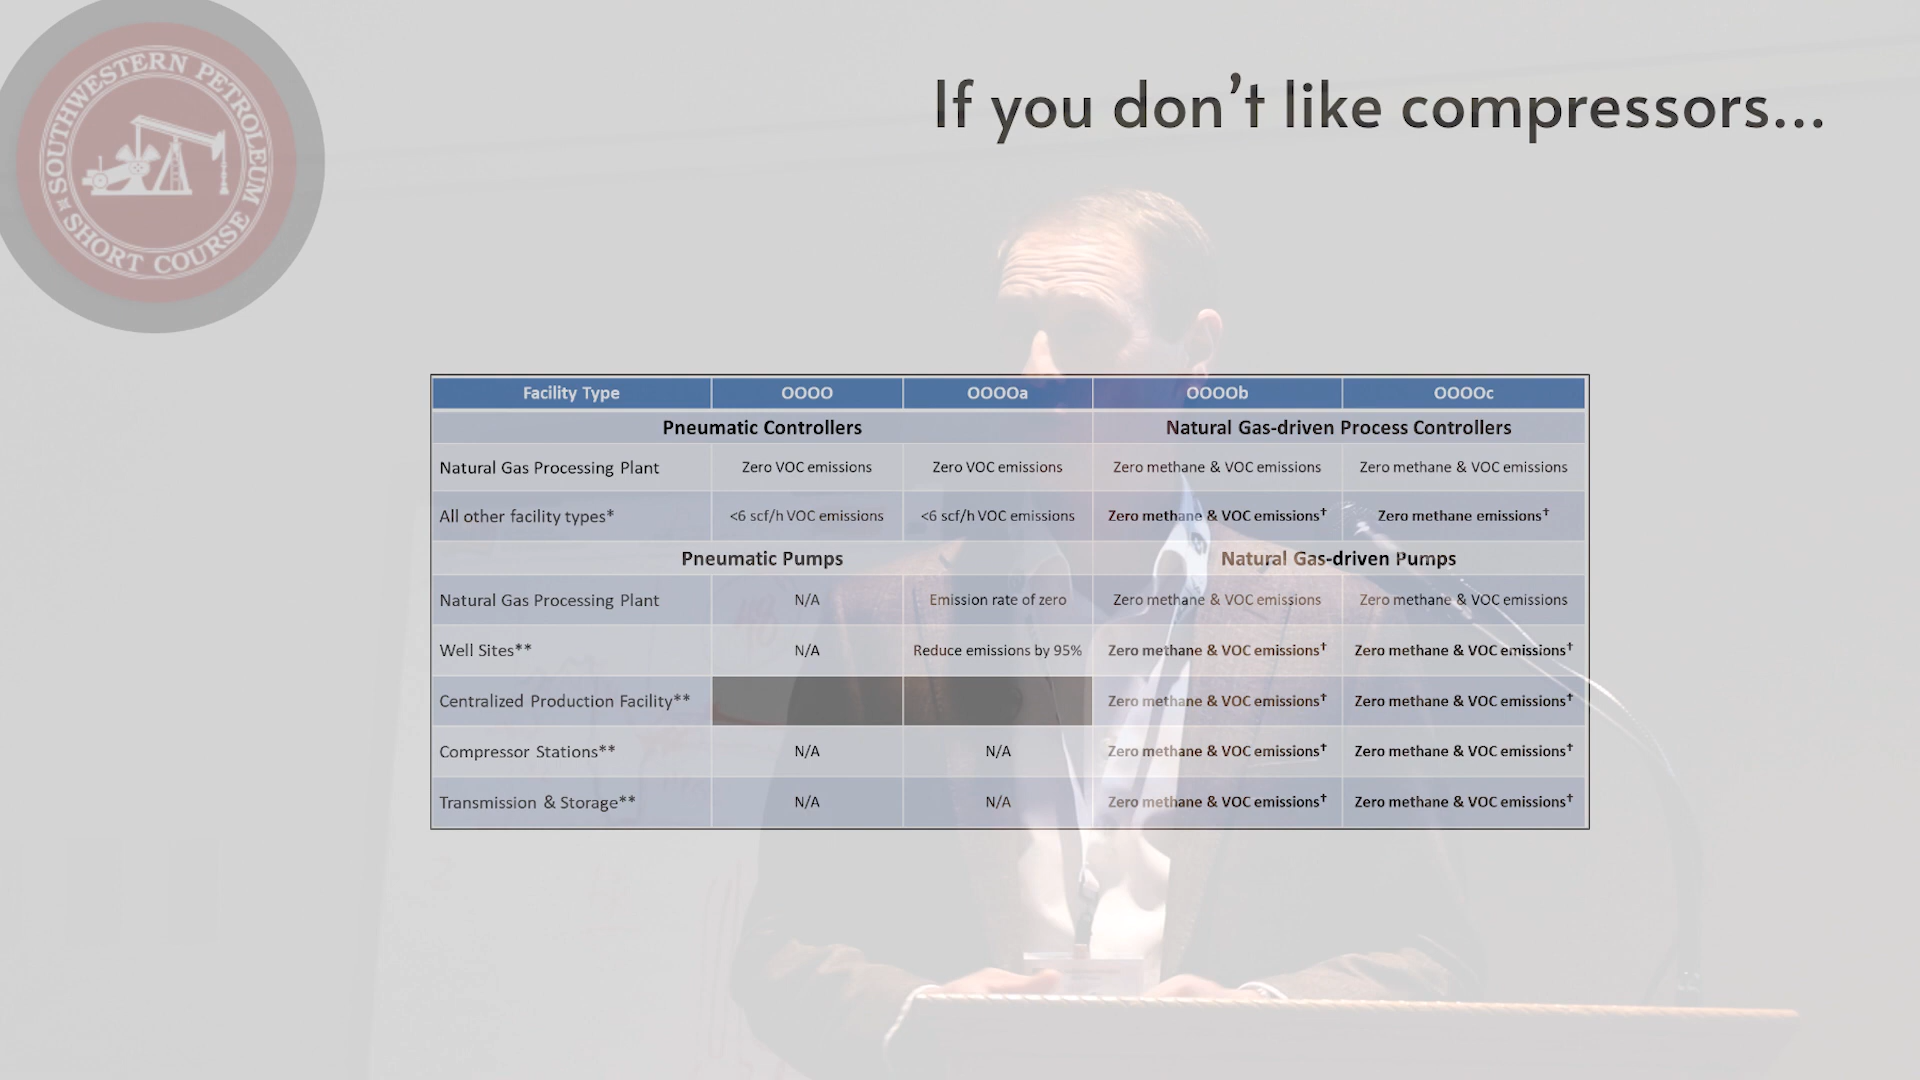 SOUTHWESTERN PETROLEUM
SHORT COURSE
If you don't like compressors...
Facility Type OOOO OOOOa OOOOb OOOOc
Pneumatic Controllers Natural Gas-driven Process Controllers
Natural Gas Processing Plant Zero VOC emissions Zero VOC emissions Zero methane & VOC emissions Zero methane & VOC emissions
All other facility types* <6 scf/h VOC emissions <6 scf/h VOC emissions Zero methane & VOC emissions† Zero methane emissions†
Pneumatic Pumps Natural Gas-driven Pumps
Natural Gas Processing Plant N/A Emission rate of zero Zero methane & VOC emissions Zero methane & VOC emissions
Well Sites** N/A Reduce emissions by 95% Zero methane & VOC emissions† Zero methane & VOC emissions†
Centralized Production Facility** Zero methane & VOC emissions† Zero methane & VOC emissions†
Compressor Stations** N/A N/A Zero methane & VOC emissions† Zero methane & VOC emissions†
Transmission & Storage** N/A N/A Zero methane & VOC emissions† Zero methane & VOC emissions†